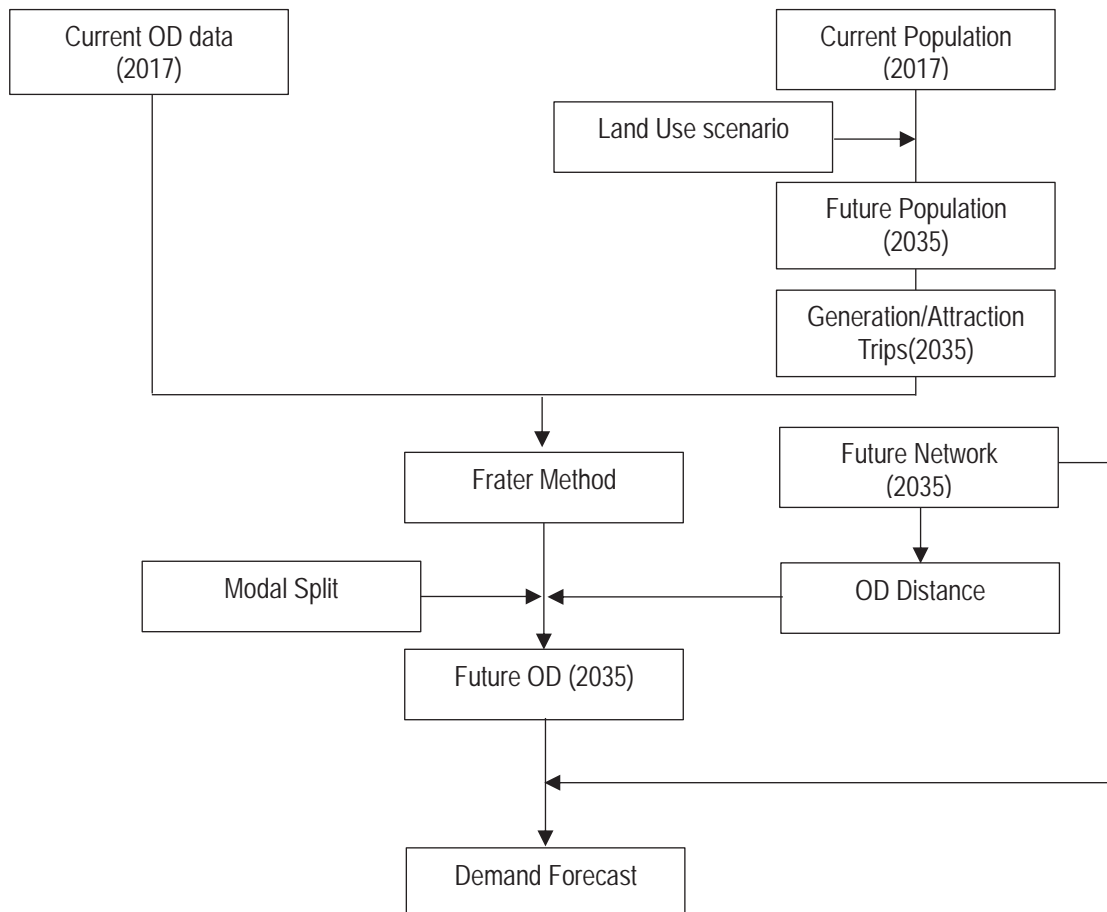 Current OD data
(2017)
Current Population
(2017)
Land Use scenario
Future Population
(2035)
Generation/Attraction
Trips(2035)
Frater Method
Future Network
(2035)
Modal Split
OD Distance
Future OD (2035)
Demand Forecast